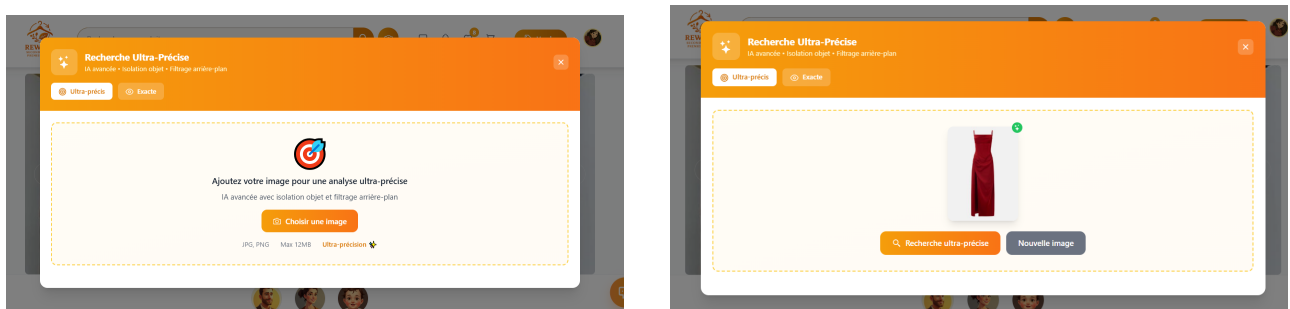 Recherche Ultra-Précise
IA avancée • Isolation objet • Filtrage arrière-plan
Ultra-précis
Exacte
Ajoutez votre image pour une analyse ultra-précise
IA avancée avec isolation objet et filtrage arrière-plan
Choisir une image
JPG, PNG Max 12MB Ultra-précision
Recherche Ultra-Précise
IA avancée • Isolation objet • Filtrage arrière-plan
Ultra-précis
Exacte
Recherche ultra-précise
Nouvelle image